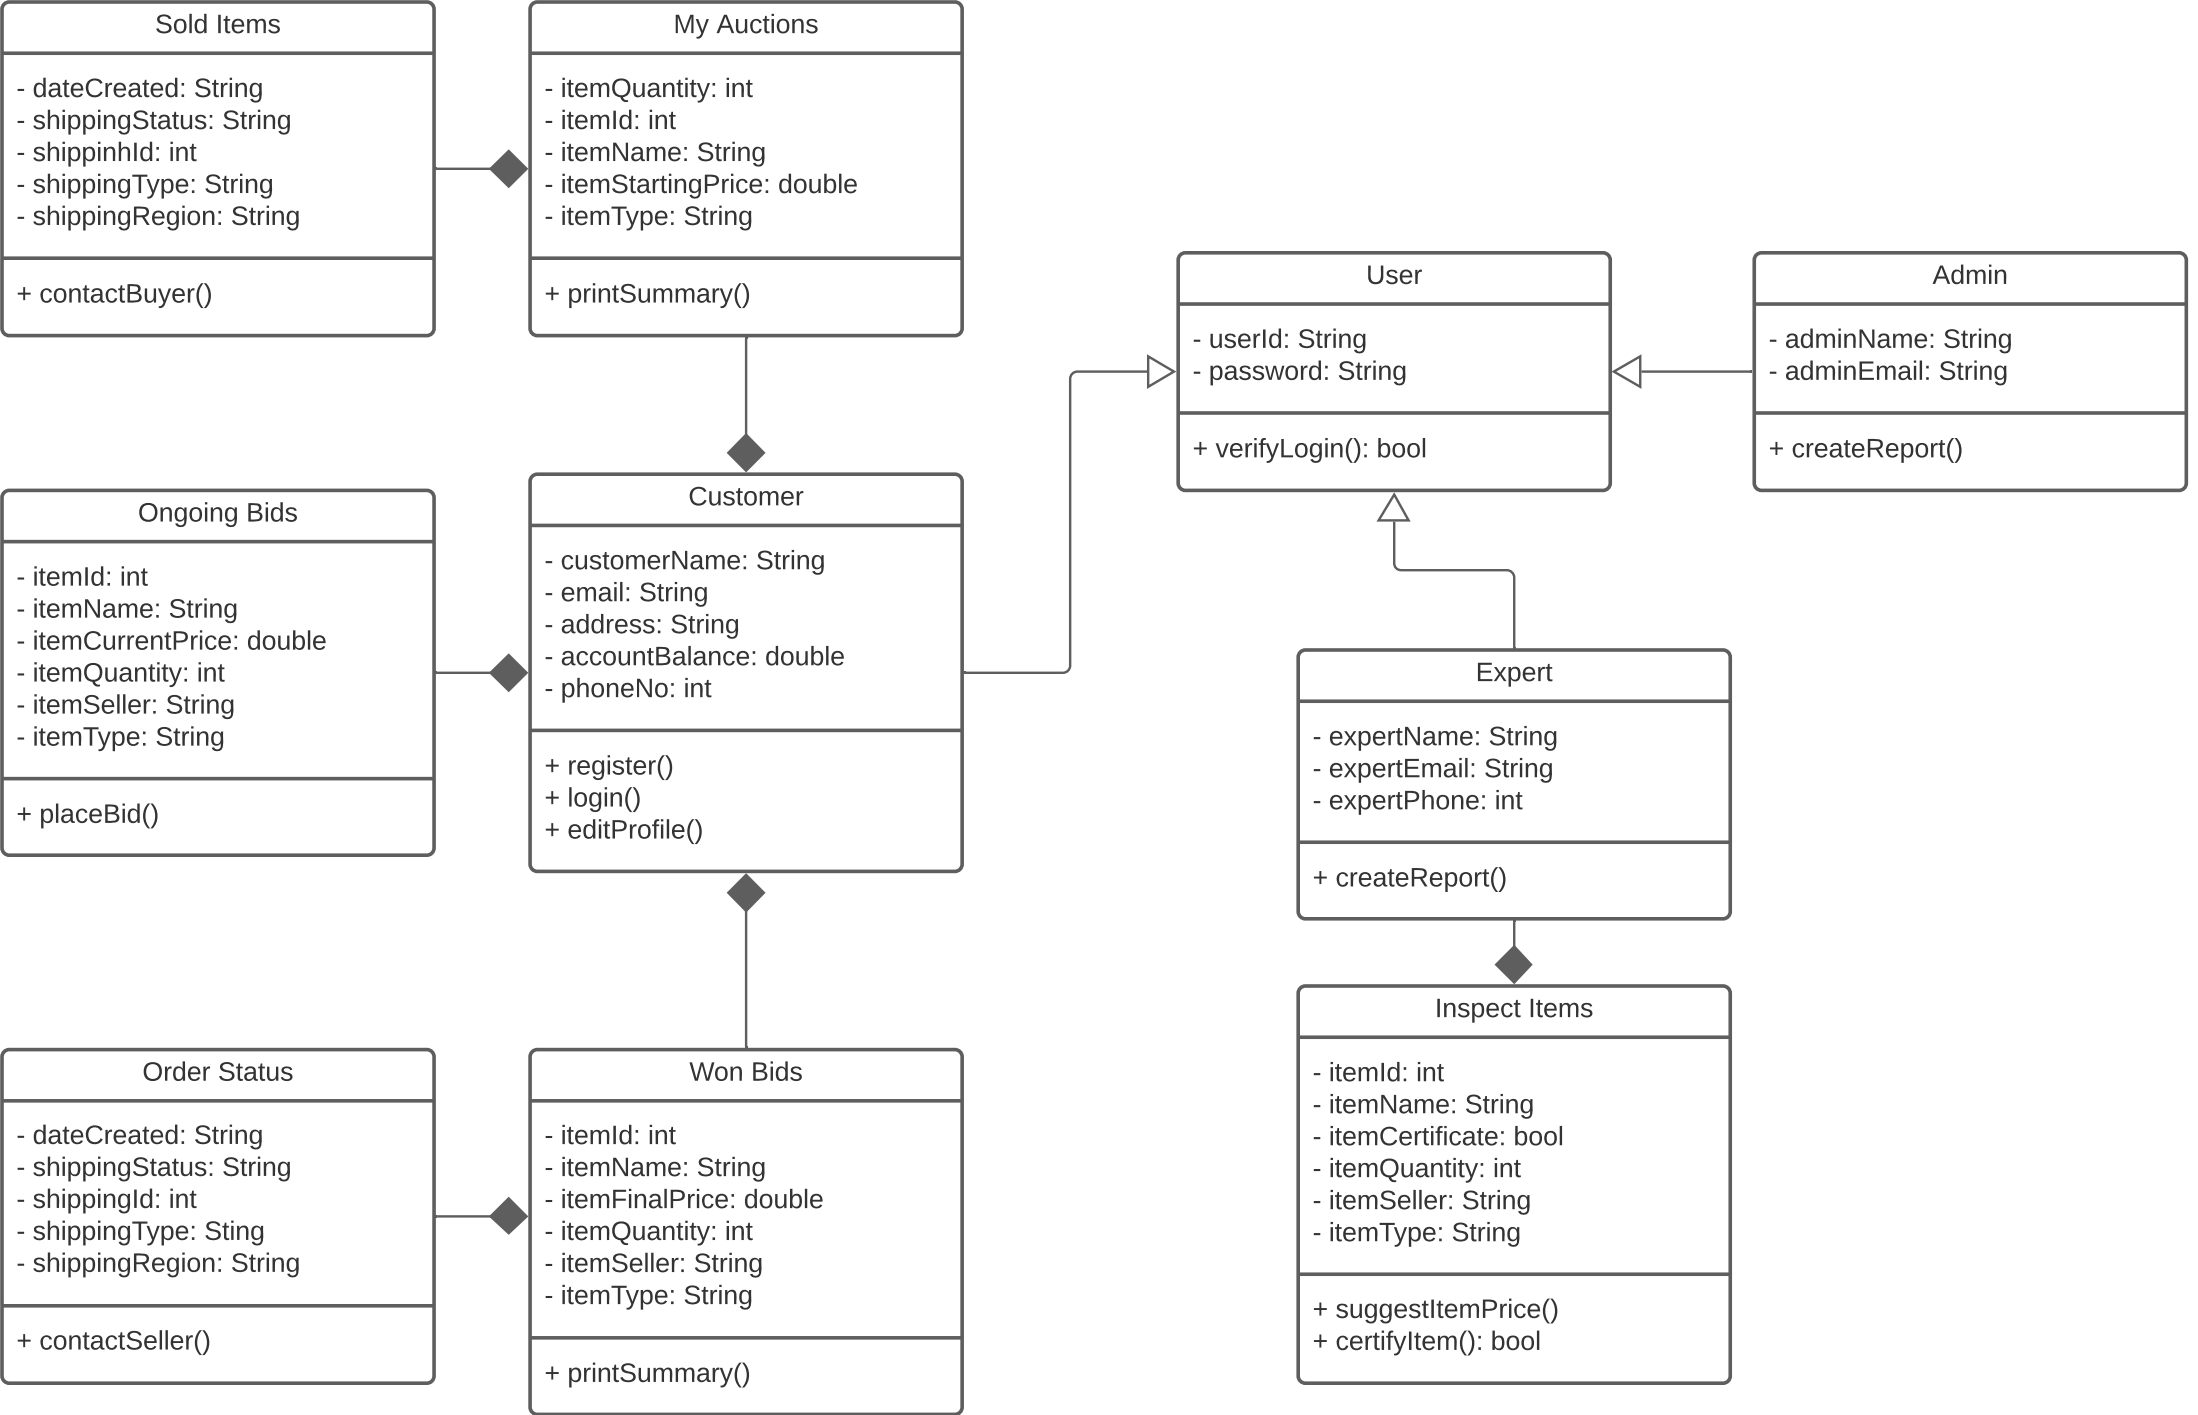 Sold Items
- dateCreated: String
- shippingStatus: String
- shippinhId: int
- shippingType: String
- shippingRegion: String
+ contactBuyer()
My Auctions
- itemQuantity: int
- itemId: int
- itemName: String
- itemStartingPrice: double
- itemType: String
+ printSummary()
User
- userId: String
- password: String
+ verifyLogin(): bool
Admin
- adminName: String
- adminEmail: String
+ createReport()
Ongoing Bids
- itemId: int
- itemName: String
- itemCurrentPrice: double
- itemQuantity: int
- itemSeller: String
- itemType: String
+ placeBid()
Customer
- customerName: String
- email: String
- address: String
- accountBalance: double
- phoneNo: int
+ register()
+ login()
+ editProfile()
Expert
- expertName: String
- expertEmail: String
- expertPhone: int
+ createReport()
Order Status
- dateCreated: String
- shippingStatus: String
- shippingId: int
- shippingType: Sting
- shippingRegion: String
+ contactSeller()
Won Bids
- itemId: int
- itemName: String
- itemFinalPrice: double
- itemQuantity: int
- itemSeller: String
- itemType: String
+ printSummary()
Inspect Items
- itemId: int
- itemName: String
- itemCertificate: bool
- itemQuantity: int
- itemSeller: String
- itemType: String
+ suggestItemPrice()
+ certifyItem(): bool